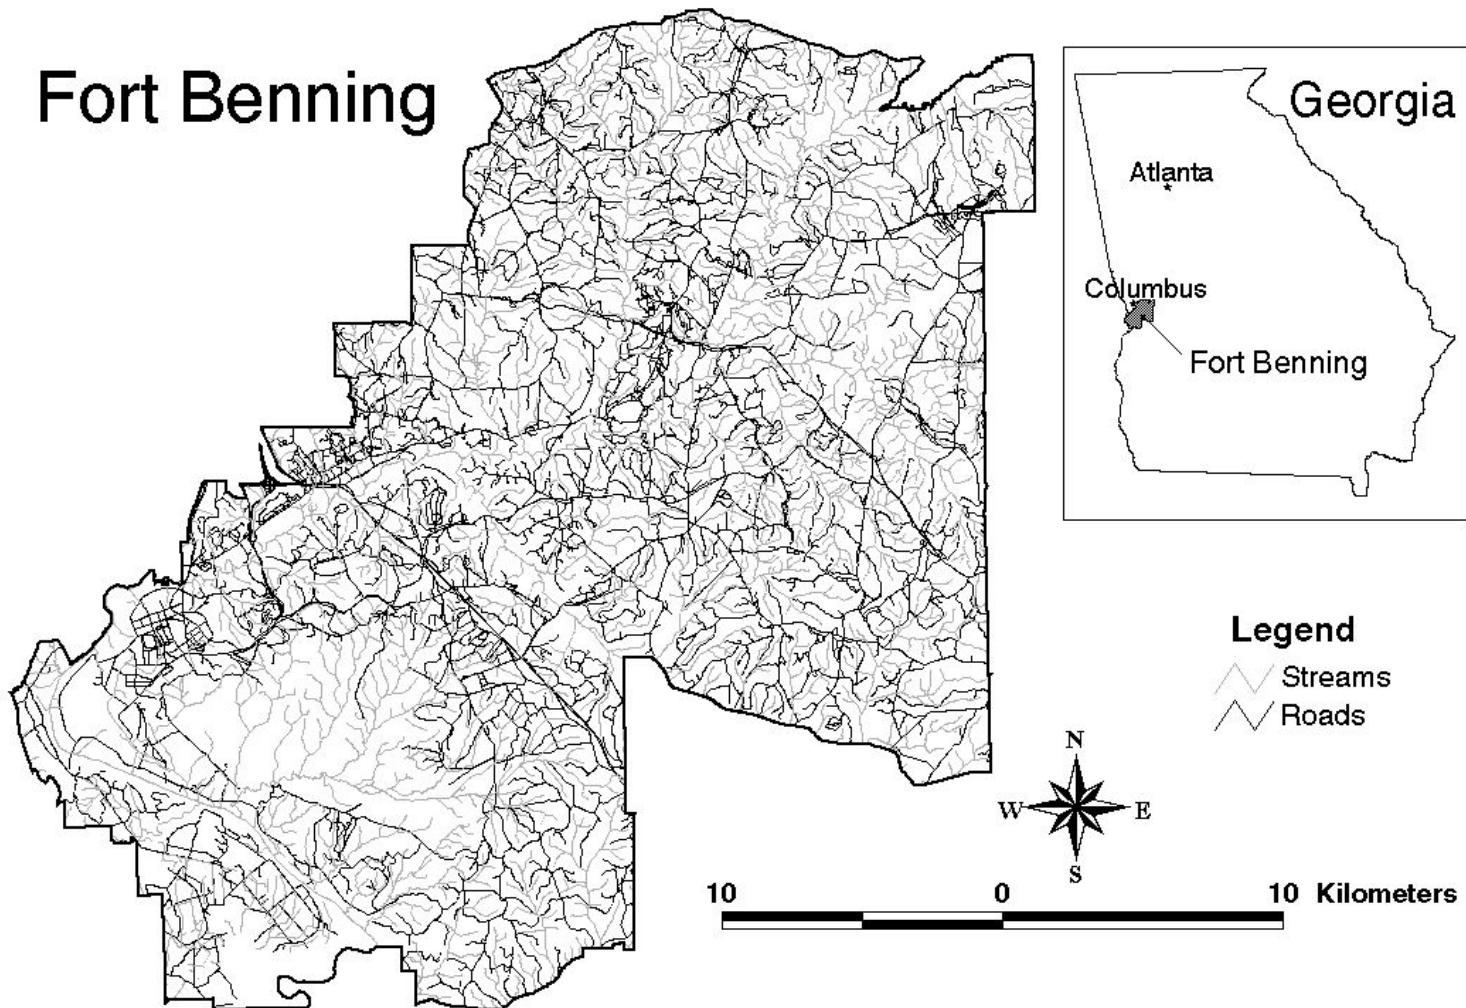 Fort Benning
Georgia
Atlanta
Columbus
Fort Benning
Legend
Streams
Roads
N
W E
S
10 0 10 Kilometers